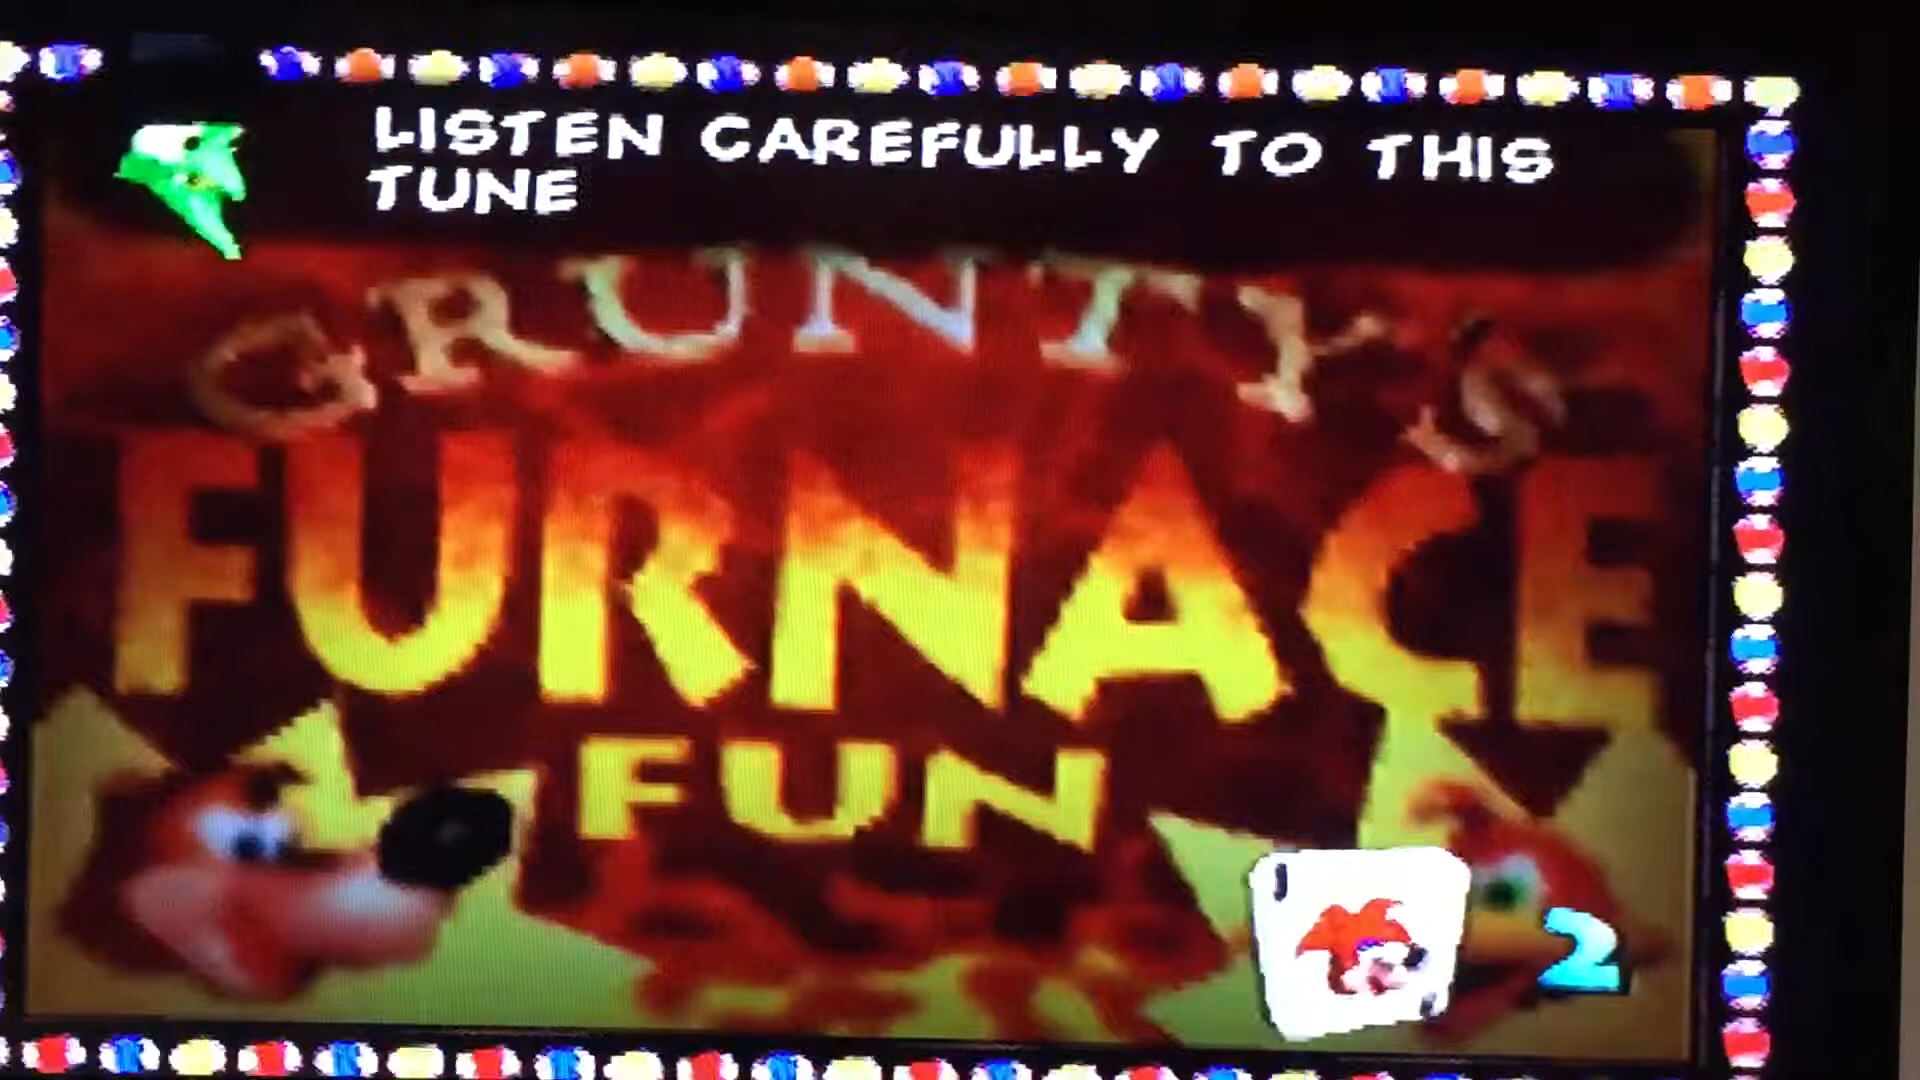 LISTEN CAREFULLY TO THIS
TUNE
GRUNTY'S
FURNACE
FUN
J
2